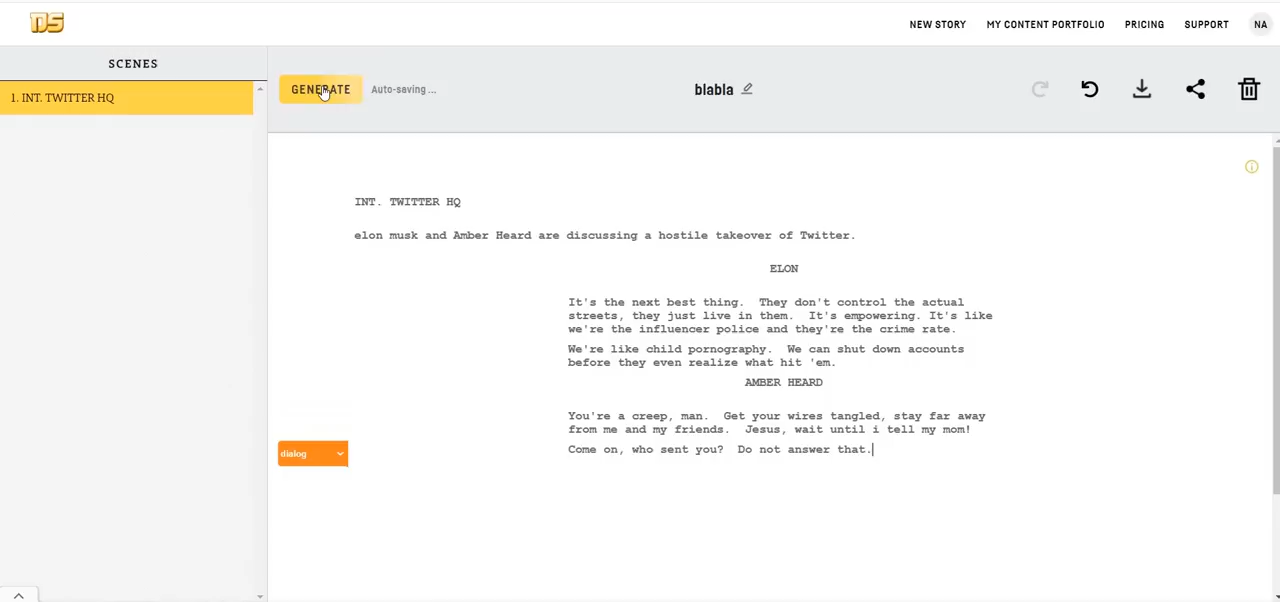 NS
NEW STORY
MY CONTENT PORTFOLIO
PRICING
SUPPORT
NA
SCENES
1. INT. TWITTER HQ
GENERATE
Auto-saving ...
blabla
INT. TWITTER HQ
elon musk and Amber Heard are discussing a hostile takeover of Twitter.
ELON
It's the next best thing.  They don't control the actual
streets, they just live in them.  It's empowering. It's like
we're the influencer police and they're the crime rate.
We're like child pornography.  We can shut down accounts
before they even realize what hit 'em.
AMBER HEARD
You're a creep, man.  Get your wires tangled, stay far away
from me and my friends.  Jesus, wait until i tell my mom!
Come on, who sent you?  Do not answer that.
dialog